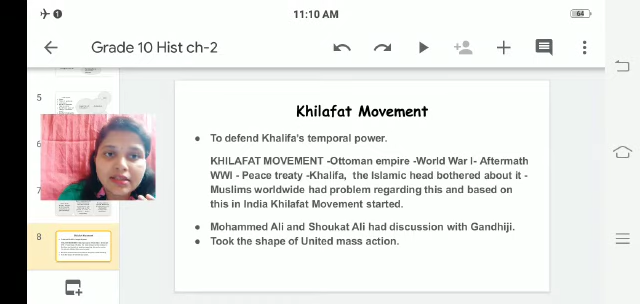 11:10 AM
64
Grade 10 Hist ch-2
5
7
8
Khilafat Movement
To defend Khalifa's temporal power.
KHILAFAT MOVEMENT -Ottoman empire -World War I- Aftermath
WWI - Peace treaty -Khalifa, the Islamic head bothered about it -
Muslims worldwide had problem regarding this and based on
this in India Khilafat Movement started.
Mohammed Ali and Shoukat Ali had discussion with Gandhiji.
Took the shape of United mass action.